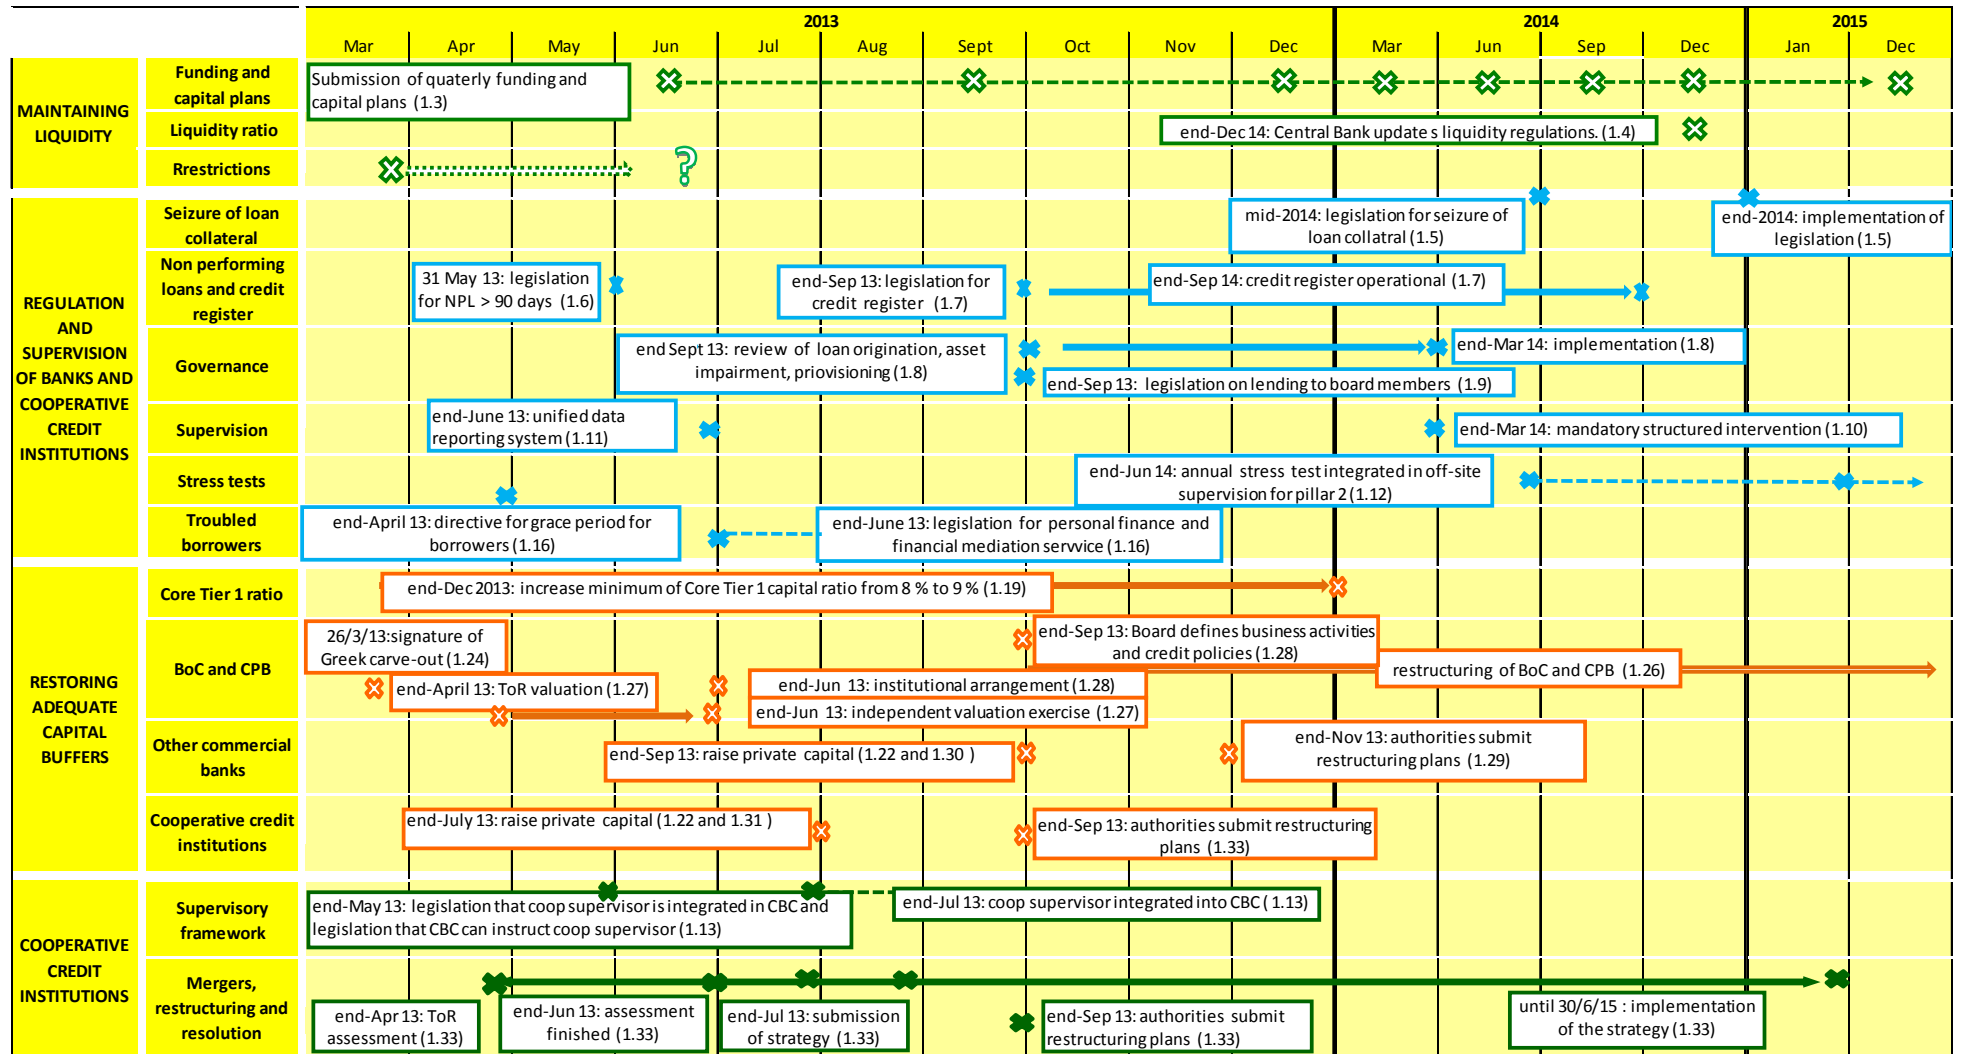 2013
2014
2015
Mar
Apr
May
Jun
Jul
Aug
Sept
Oct
Nov
Dec
Mar
Jun
Sep
Dec
Jan
Dec
MAINTAINING
LIQUIDITY
Funding and
capital plans
Submission of quaterly funding and
capital plans (1.3)
Liquidity ratio
end-Dec 14: Central Bank updates liquidity regulations. (1.4)
Rrestrictions
?
REGULATION
AND
SUPERVISION
OF BANKS AND
COOPERATIVE
CREDIT
INSTITUTIONS
Seizure of loan
collateral
mid-2014: legislation for seizure of
loan collatral (1.5)
end-2014: implementation of
legislation (1.5)
Non performing
loans and credit
register
31 May 13: legislation
for NPL > 90 days (1.6)
end-Sep 13: legislation for
credit register (1.7)
end-Sep 14: credit register operational (1.7)
Governance
end Sept 13: review of loan origination, asset
impairment, priovisioning (1.8)
end-Mar 14: implementation (1.8)
end-Sep 13: legislation on lending to board members (1.9)
Supervision
end-June 13: unified data
reporting system (1.11)
end-Mar 14: mandatory structured intervention (1.10)
Stress tests
end-Jun 14: annual stress test integrated in off-site
supervision for pillar 2 (1.12)
Troubled
borrowers
end-April 13: directive for grace period for
borrowers (1.16)
end-June 13: legislation for personal finance and
financial mediation servvice (1.16)
RESTORING
ADEQUATE
CAPITAL
BUFFERS
Core Tier 1 ratio
end-Dec 2013: increase minimum of Core Tier 1 capital ratio from 8 % to 9 % (1.19)
BoC and CPB
26/3/13:signature of
Greek carve-out (1.24)
end-Sep 13: Board defines business activities
and credit policies (1.28)
restructuring of BoC and CPB (1.26)
end-April 13: ToR valuation (1.27)
end-Jun 13: institutional arrangement (1.28)
end-Jun 13: independent valuation exercise (1.27)
Other commercial
banks
end-Sep 13: raise private capital (1.22 and 1.30 )
end-Nov 13: authorities submit
restructuring plans (1.29)
Cooperative credit
institutions
end-July 13: raise private capital (1.22 and 1.31 )
end-Sep 13: authorities submit restructuring
plans (1.33)
COOPERATIVE
CREDIT
INSTITUTIONS
Supervisory
framework
end-May 13: legislation that coop supervisor is integrated in CBC and
legislation that CBC can instruct coop supervisor (1.13)
end-Jul 13: coop supervisor integrated into CBC ( 1.13)
Mergers,
restructuring and
resolution
end-Apr 13: ToR
assessment (1.33)
end-Jun 13: assessment
finished (1.33)
end-Jul 13: submission
of strategy (1.33)
end-Sep 13: authorities submit
restructuring plans (1.33)
until 30/6/15 : implementation
of the strategy (1.33)